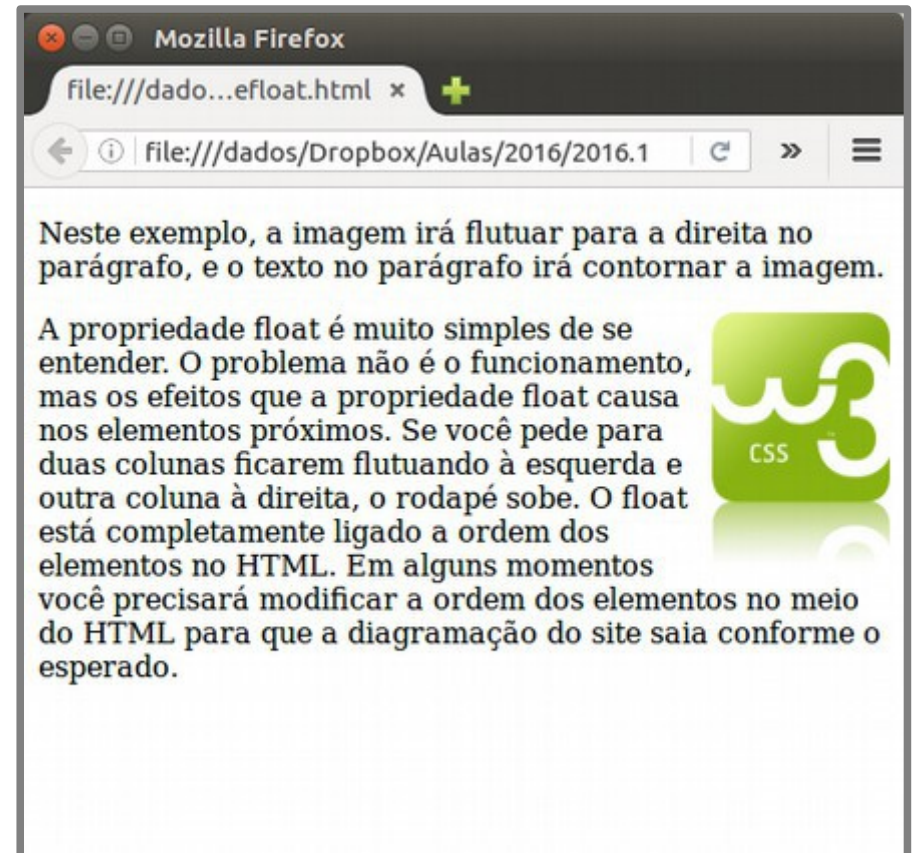 Mozilla Firefox
file:///dado...efloat.html ×
file:///dados/Dropbox/Aulas/2016/2016.1
Neste exemplo, a imagem irá flutuar para a direita no
parágrafo, e o texto no parágrafo irá contornar a imagem.
A propriedade float é muito simples de se
entender. O problema não é o funcionamento,
mas os efeitos que a propriedade float causa
nos elementos próximos. Se você pede para
duas colunas ficarem flutuando à esquerda e
outra coluna à direita, o rodapé sobe. O float
está completamente ligado a ordem dos
elementos no HTML. Em alguns momentos
você precisará modificar a ordem dos elementos no meio
do HTML para que a diagramação do site saia conforme o
esperado.
w3
CSS